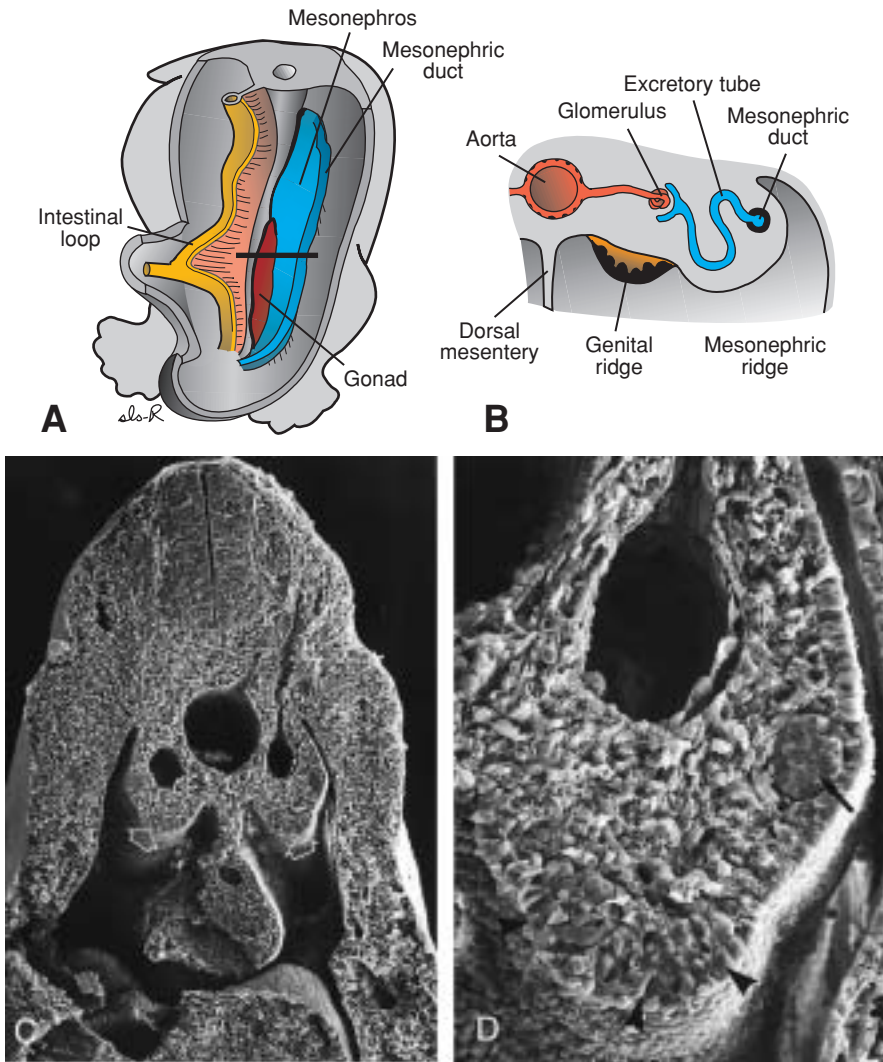 Mesonephros
Mesonephric
duct
Intestinal
loop
Gonad
sls-R
A
Excretory tube
Glomerulus
Mesonephric
duct
Aorta
Dorsal
mesentery
Genital
ridge
Mesonephric
ridge
B
C
D